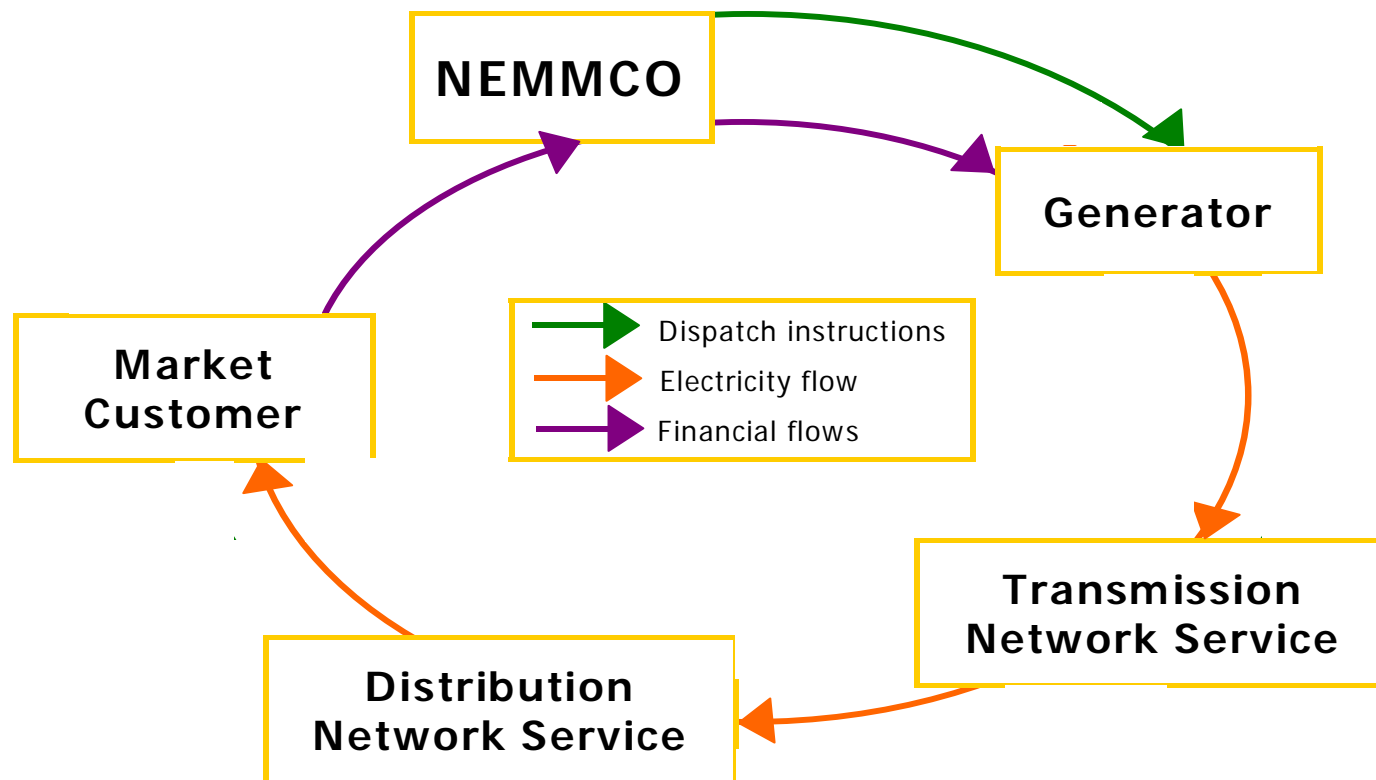 NEMMCO
Generator
Market
Customer
Dispatch instructions
Electricity flow
Financial flows
Transmission
Network Service
Distribution
Network Service